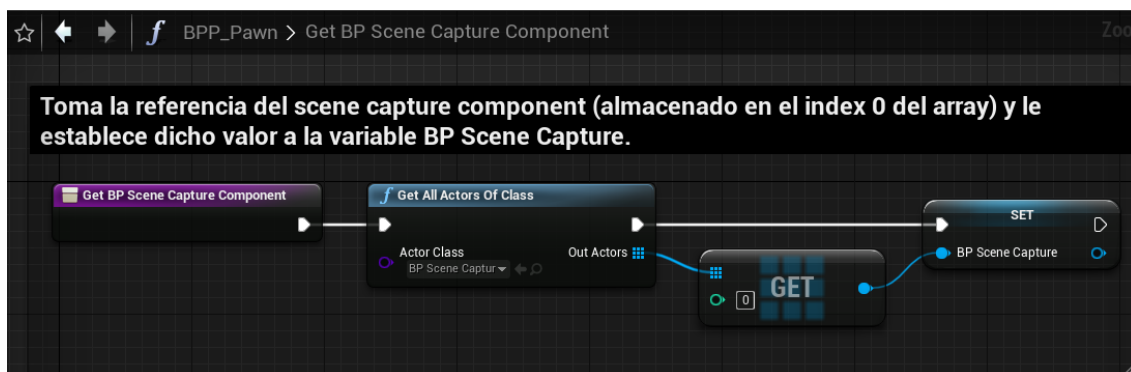 BPP_Pawn > Get BP Scene Capture Component
Zoo
Toma la referencia del scene capture component (almacenado en el index 0 del array) y le
establece dicho valor a la variable BP Scene Capture.
Get BP Scene Capture Component
f Get All Actors Of Class
SET
Actor Class
Out Actors
BP Scene Captur
BP Scene Capture
GET
0